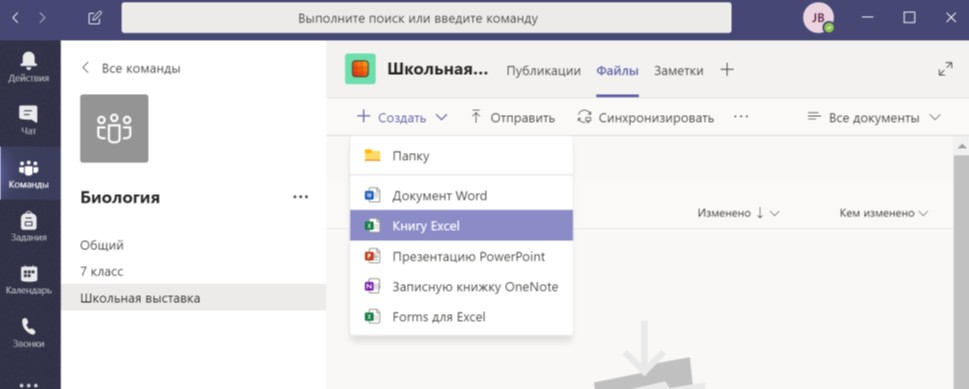 Выполните поиск или введите команду
JB
Действия
Чат
Команды
Задания
Календарь
Звонки
Все команды
Биология
Общий
7 класс
Школьная выставка
Школьная... Публикации Файлы Заметки
Создать Отправить Синхронизировать Все документы
Папку
Документ Word
Книгу Excel
Презентацию PowerPoint
Записную книжку OneNote
Forms для Excel
Изменено Кем изменено